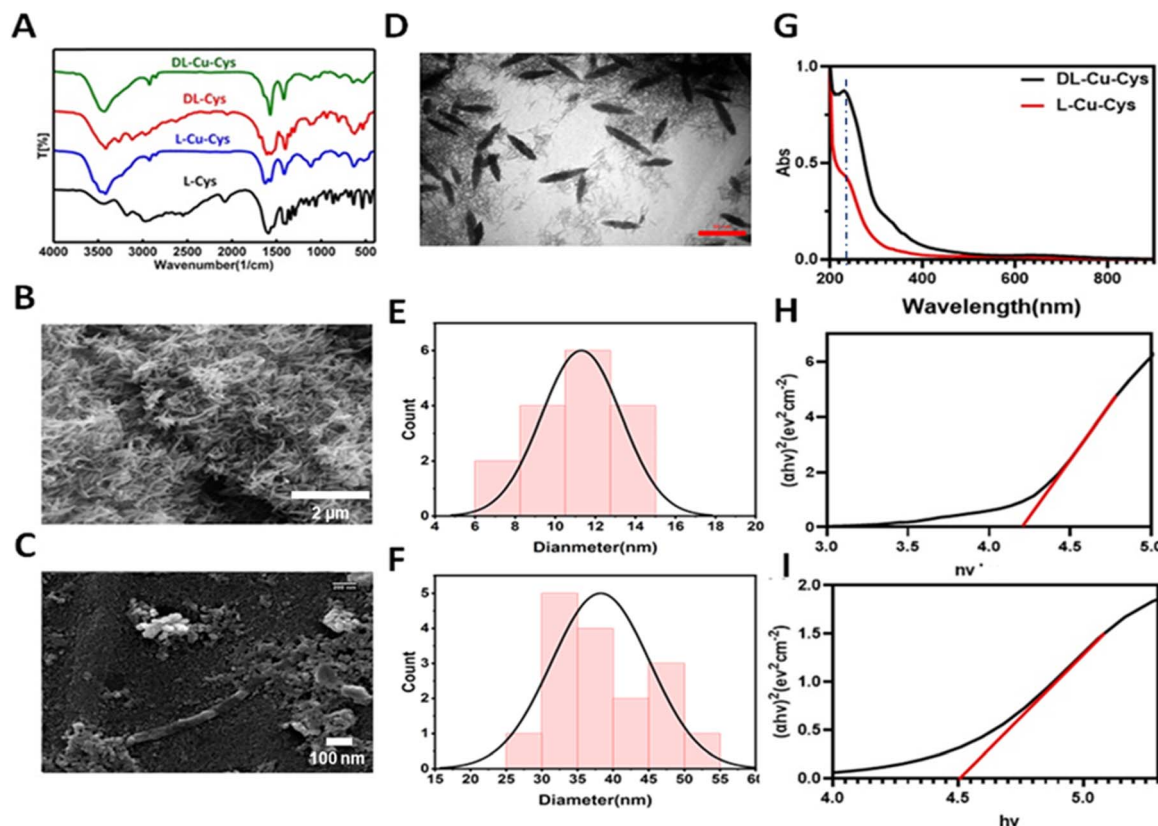 A
DL-Cu-Cys
DL-Cys
L-Cu-Cys
L-Cys
T[%]
4000 3500 3000 2500 2000 1500 1000 500
Wavenumber(1/cm)
B
2 µm
C
100 nm
D
E
Count
6
4
2
0
4 6 8 10 12 14 16 18 20
Dianmeter(nm)
F
Count
5
4
3
2
1
0
15 20 25 30 35 40 45 50 55 60
Diameter(nm)
G
DL-Cu-Cys
L-Cu-Cys
Abs
1.0
0.5
0.0
200 400 600 800
Wavelength(nm)
H
(αhv)²(ev²cm⁻²)
6
4
2
0
3.0 3.5 4.0 4.5 5.0
I
(αhv)²(ev²cm⁻²)
2.0
1.5
1.0
0.5
0.0
4.0 4.5 5.0
hv